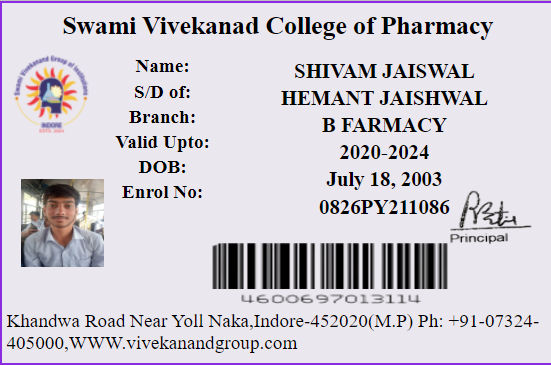 Swami Vivekanad College of Pharmacy
Swami Vivekanand Group of Institutions
INDORE
Name: SHIVAM JAISWAL
S/D of: HEMANT JAISHWAL
Branch: B FARMACY
Valid Upto: 2020-2024
DOB: July 18, 2003
Enrol No: 0826PY211086
Principal
4600697013114
Khandwa Road Near Yoll Naka,Indore-452020(M.P) Ph: +91-07324-
405000,WWW.vivekanandgroup.com